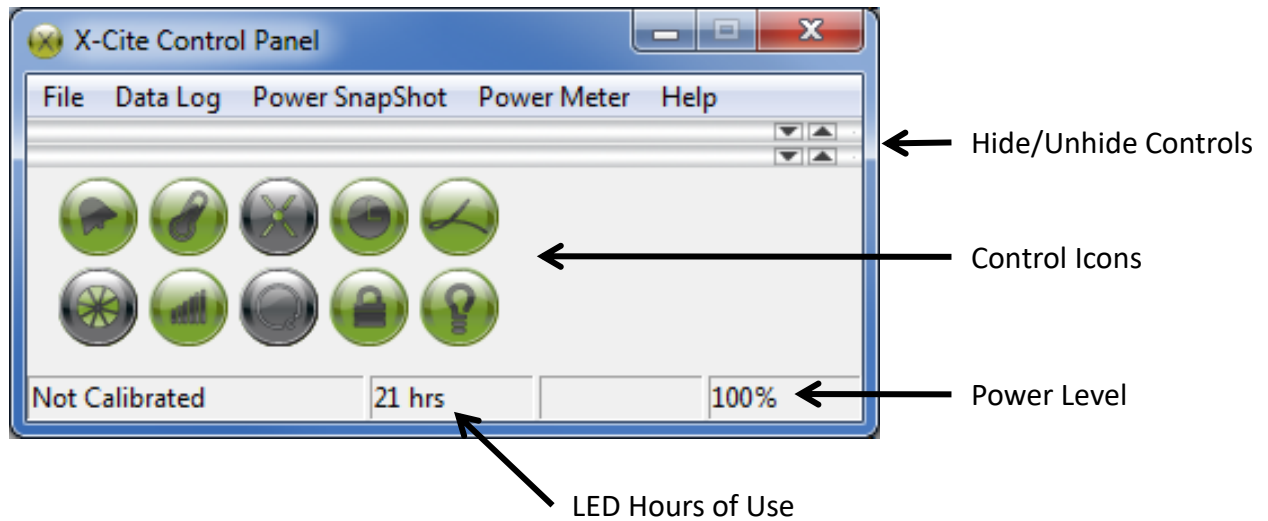 X-Cite Control Panel
File Data Log Power SnapShot Power Meter Help
Hide/Unhide Controls
Control Icons
Not Calibrated 21 hrs 100%
Power Level
LED Hours of Use